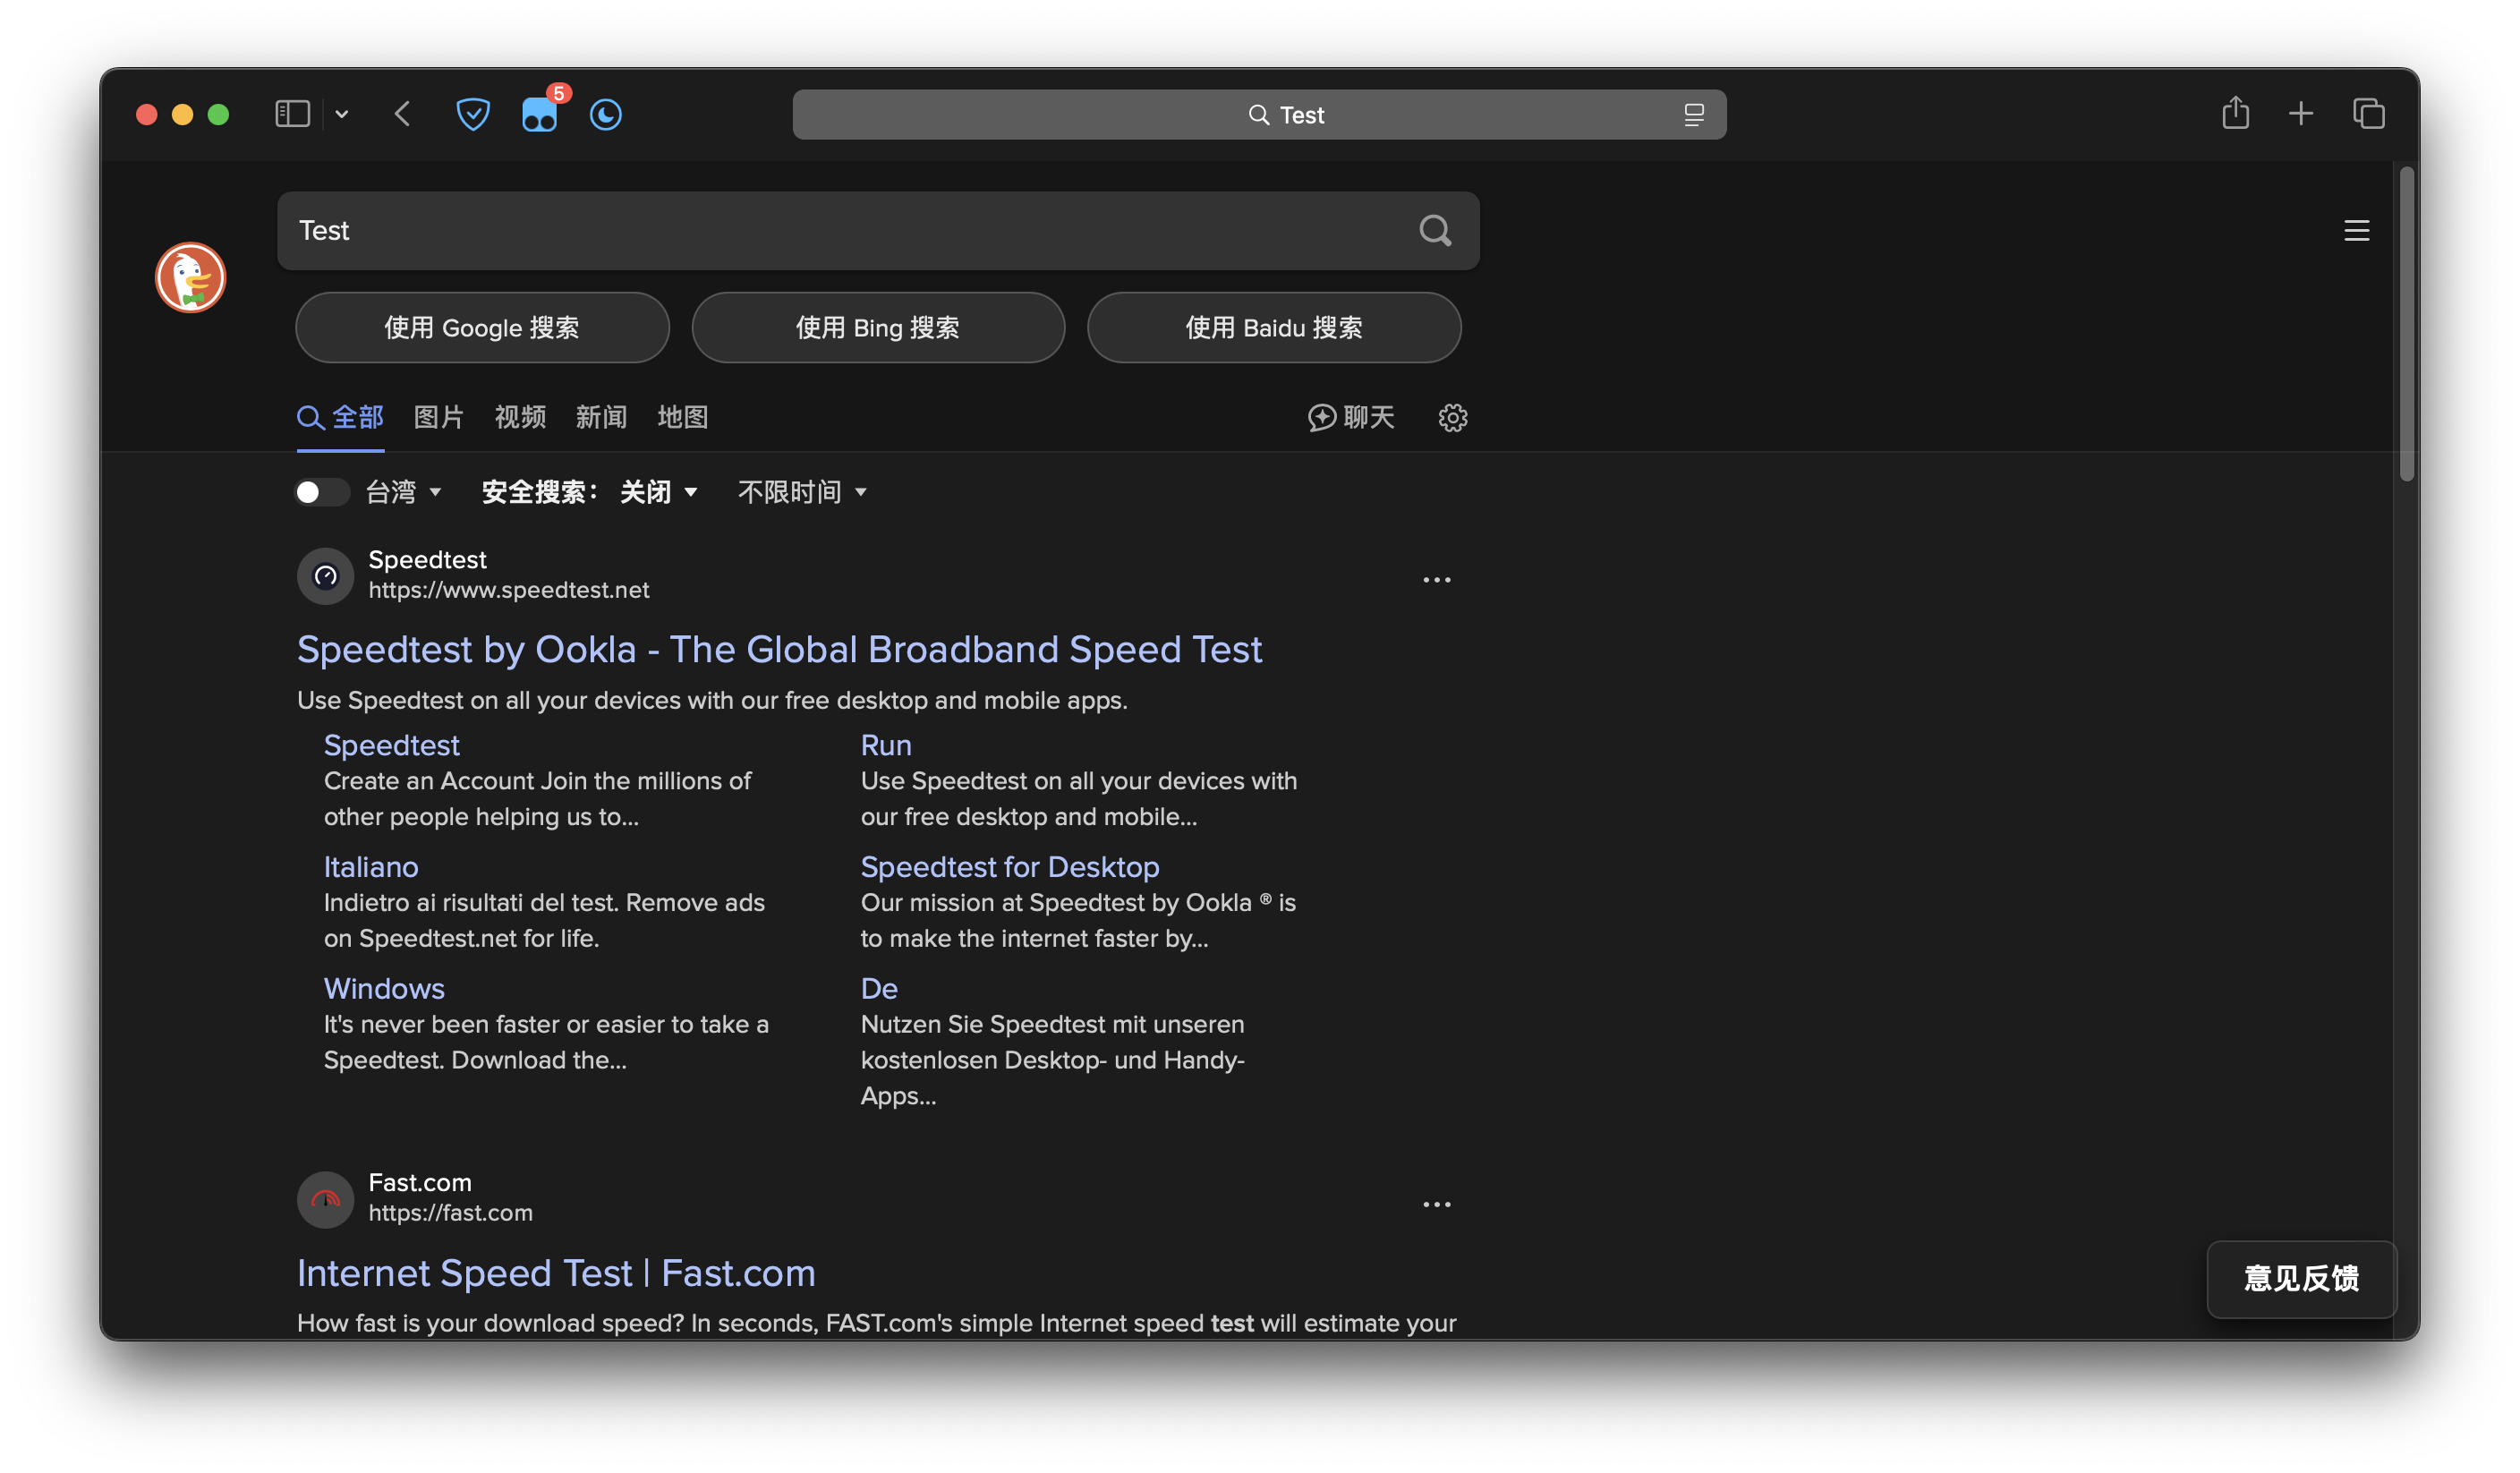 5
Test
Test
使用 Google 搜索
使用 Bing 搜索
使用 Baidu 搜索
全部 图片 视频 新闻 地图 聊天
台湾 安全搜索： 关闭 不限时间
Speedtest
https://www.speedtest.net
Speedtest by Ookla - The Global Broadband Speed Test
Use Speedtest on all your devices with our free desktop and mobile apps.
Speedtest
Create an Account Join the millions of
other people helping us to...
Run
Use Speedtest on all your devices with
our free desktop and mobile...
Italiano
Indietro ai risultati del test. Remove ads
on Speedtest.net for life.
Speedtest for Desktop
Our mission at Speedtest by Ookla ® is
to make the internet faster by...
Windows
It's never been faster or easier to take a
Speedtest. Download the...
De
Nutzen Sie Speedtest mit unseren
kostenlosen Desktop- und Handy-
Apps...
Fast.com
https://fast.com
Internet Speed Test | Fast.com
How fast is your download speed? In seconds, FAST.com's simple Internet speed test will estimate your
意见反馈